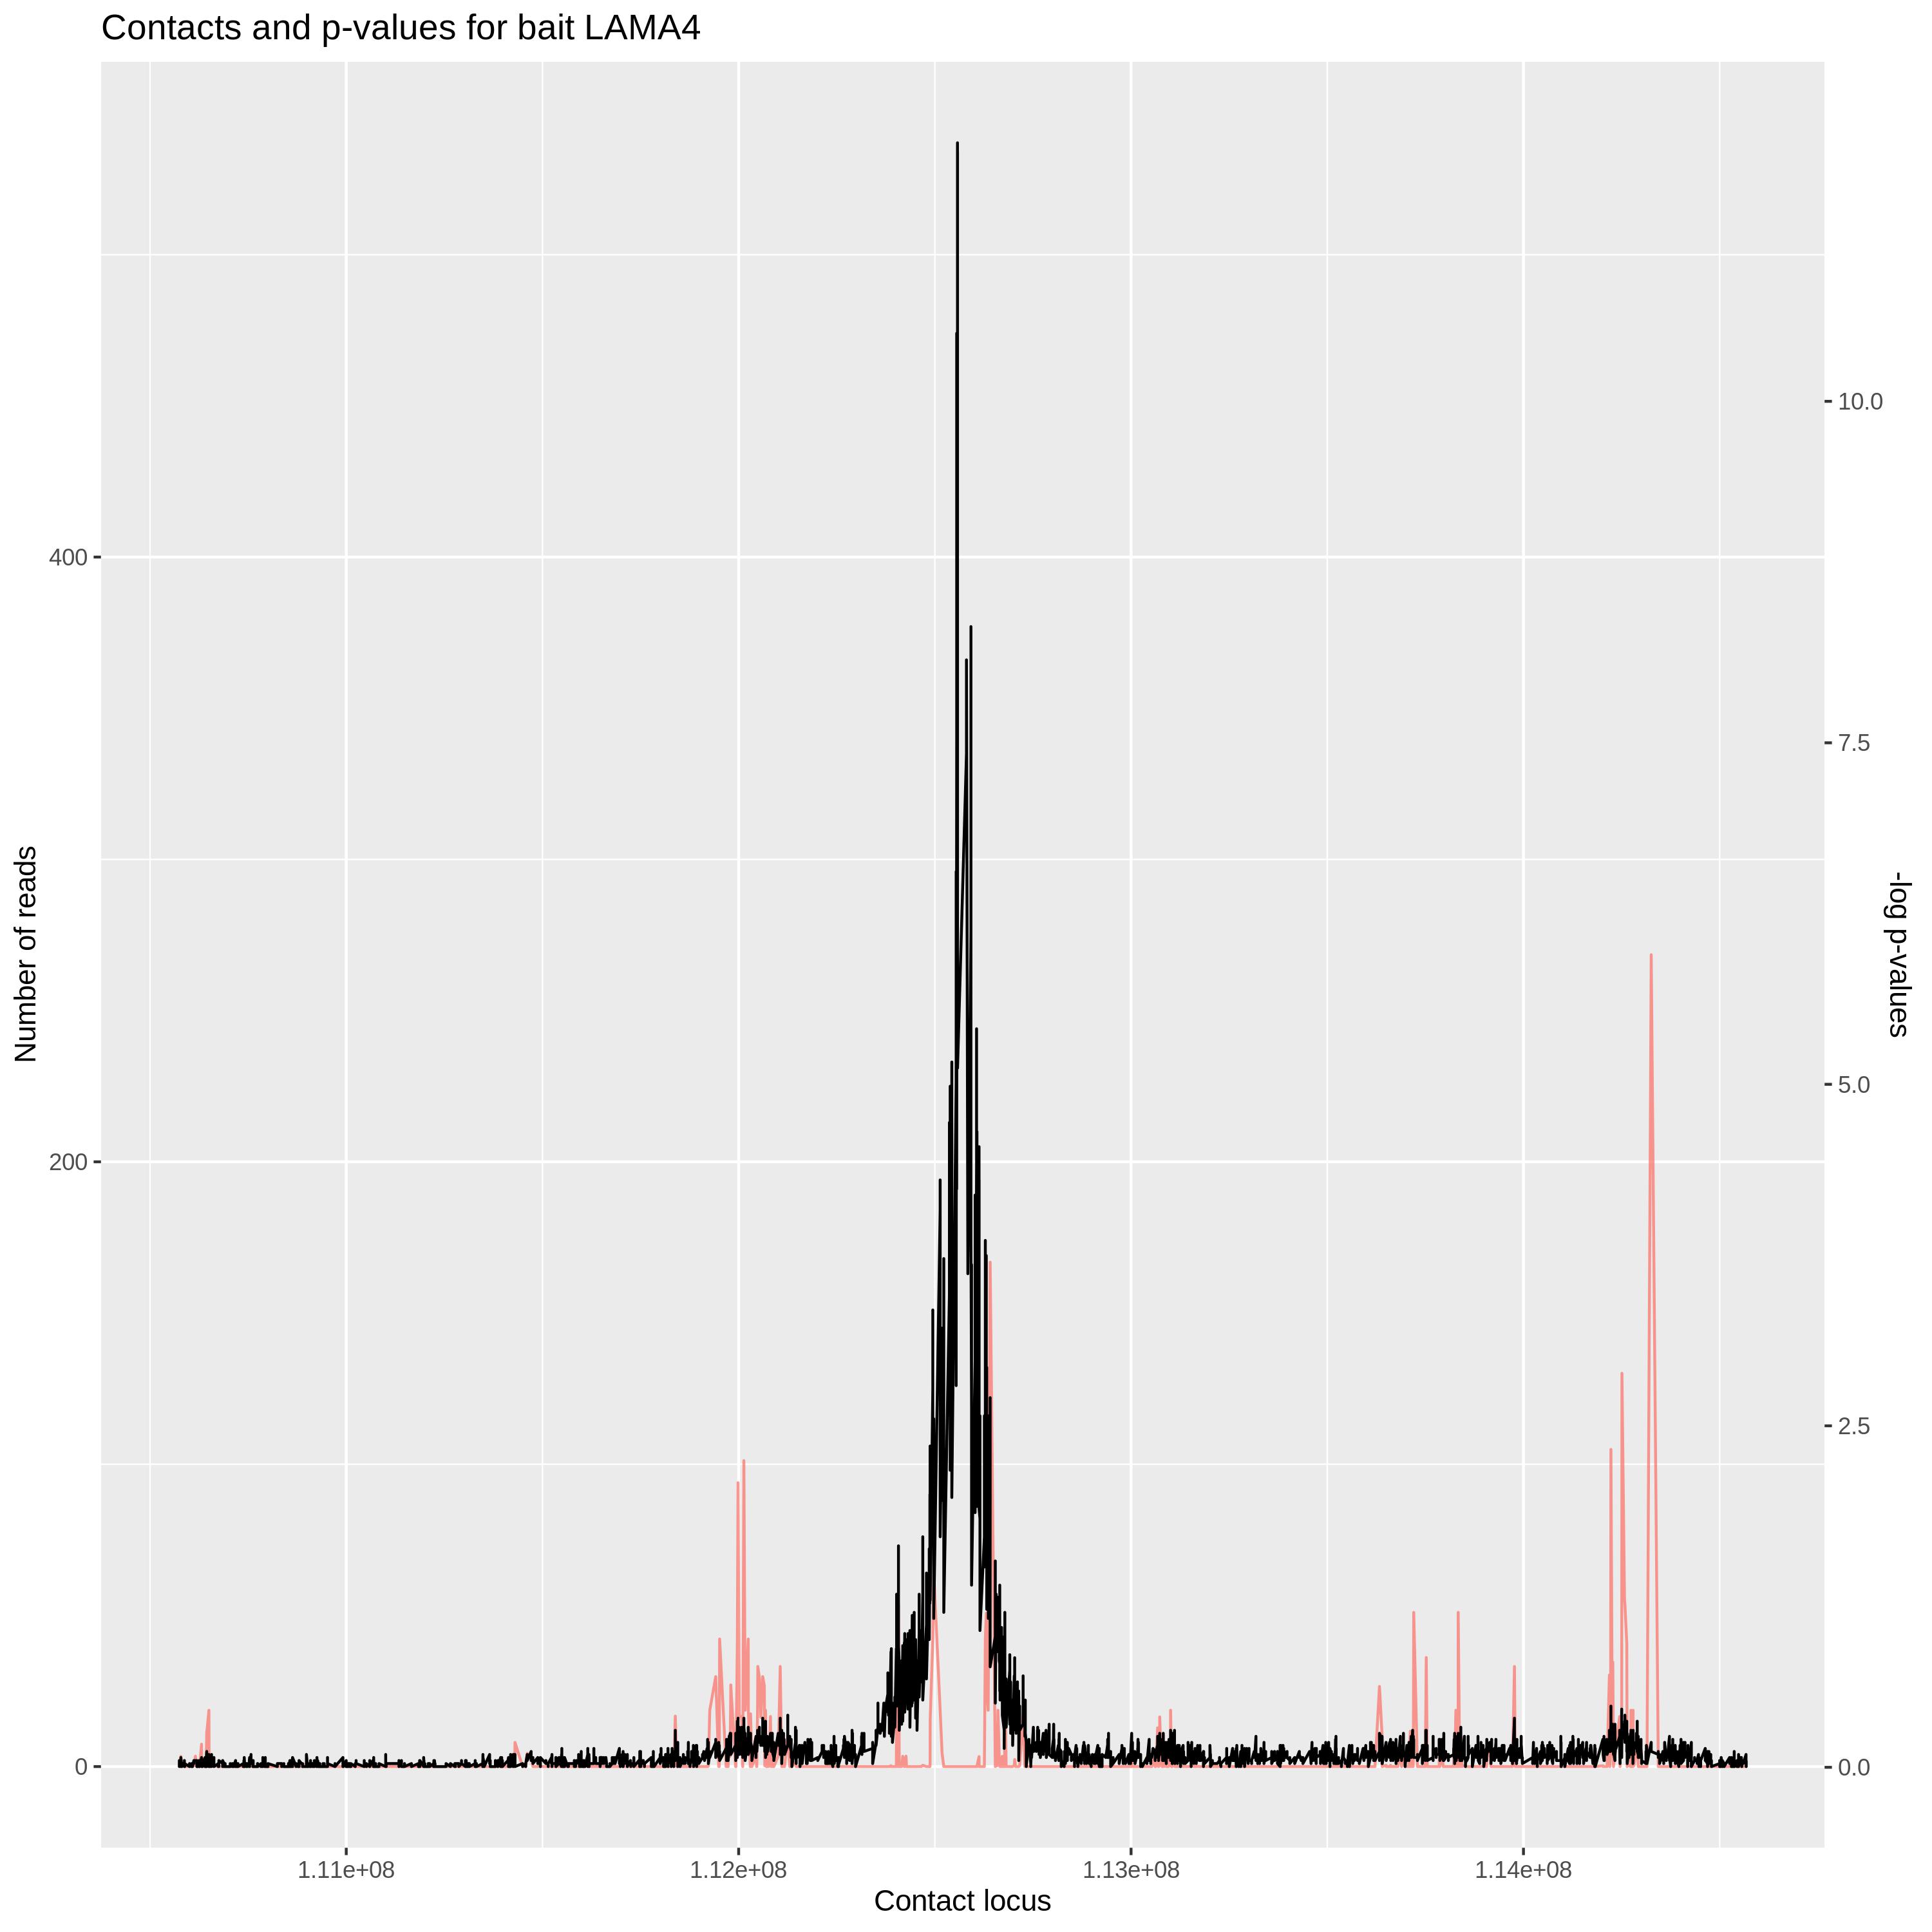 Contacts and p-values for bait LAMA4
Number of reads
400
200
0
-log p-values
10.0
7.5
5.0
2.5
0.0
1.11e+08
1.12e+08
1.13e+08
1.14e+08
Contact locus